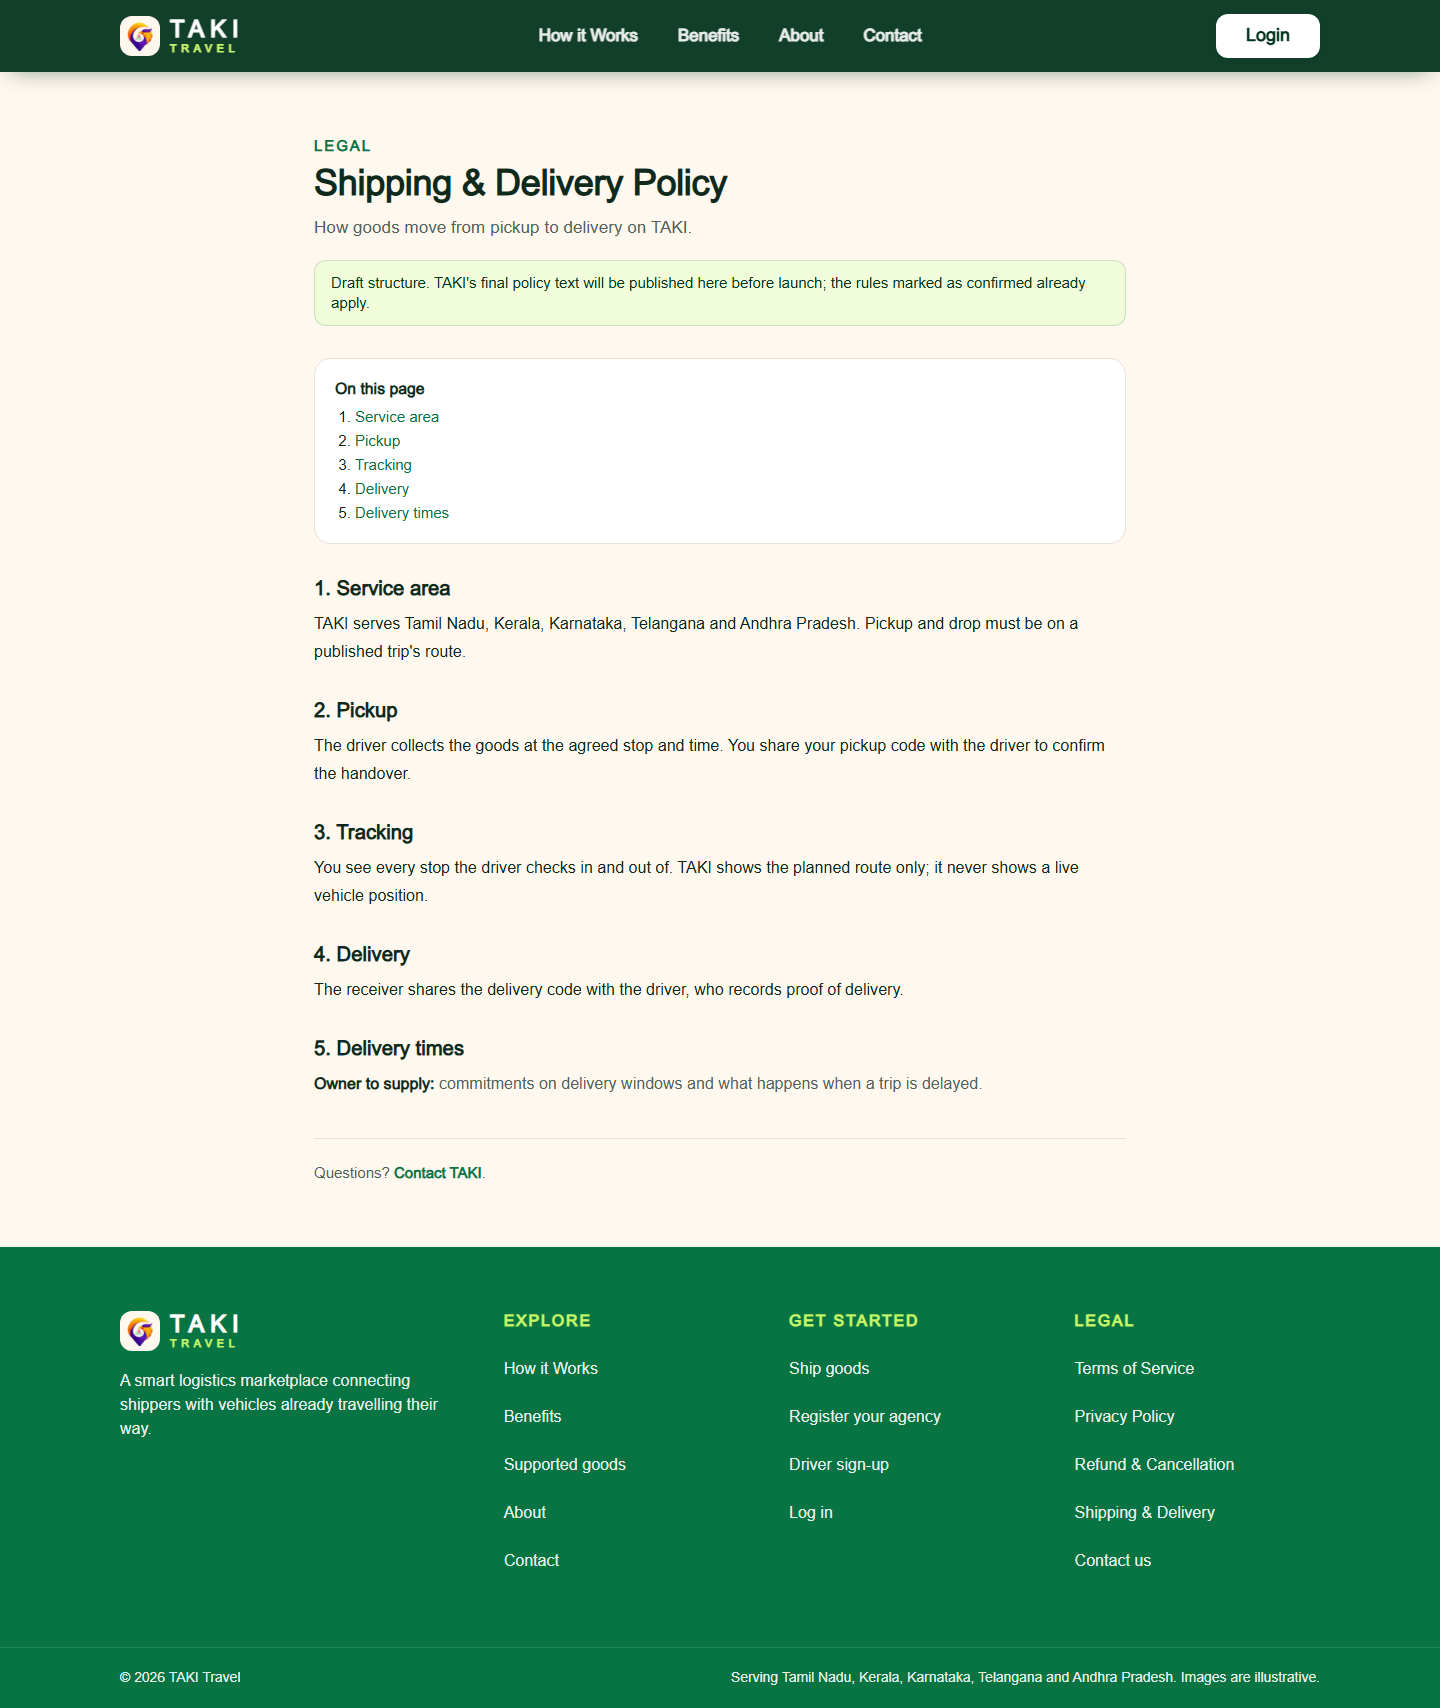 TAKI
TRAVEL
How it Works
Benefits
About
Contact
Login
LEGAL
Shipping & Delivery Policy
How goods move from pickup to delivery on TAKI.
Draft structure. TAKI's final policy text will be published here before launch; the rules marked as confirmed already
apply.
On this page
1. Service area
2. Pickup
3. Tracking
4. Delivery
5. Delivery times
1. Service area
TAKI serves Tamil Nadu, Kerala, Karnataka, Telangana and Andhra Pradesh. Pickup and drop must be on a
published trip's route.
2. Pickup
The driver collects the goods at the agreed stop and time. You share your pickup code with the driver to confirm
the handover.
3. Tracking
You see every stop the driver checks in and out of. TAKI shows the planned route only; it never shows a live
vehicle position.
4. Delivery
The receiver shares the delivery code with the driver, who records proof of delivery.
5. Delivery times
Owner to supply: commitments on delivery windows and what happens when a trip is delayed.
Questions? Contact TAKI.
TAKI
TRAVEL
A smart logistics marketplace connecting
shippers with vehicles already travelling their
way.
EXPLORE
How it Works
Benefits
Supported goods
About
Contact
GET STARTED
Ship goods
Register your agency
Driver sign-up
Log in
LEGAL
Terms of Service
Privacy Policy
Refund & Cancellation
Shipping & Delivery
Contact us
© 2026 TAKI Travel
Serving Tamil Nadu, Kerala, Karnataka, Telangana and Andhra Pradesh. Images are illustrative.